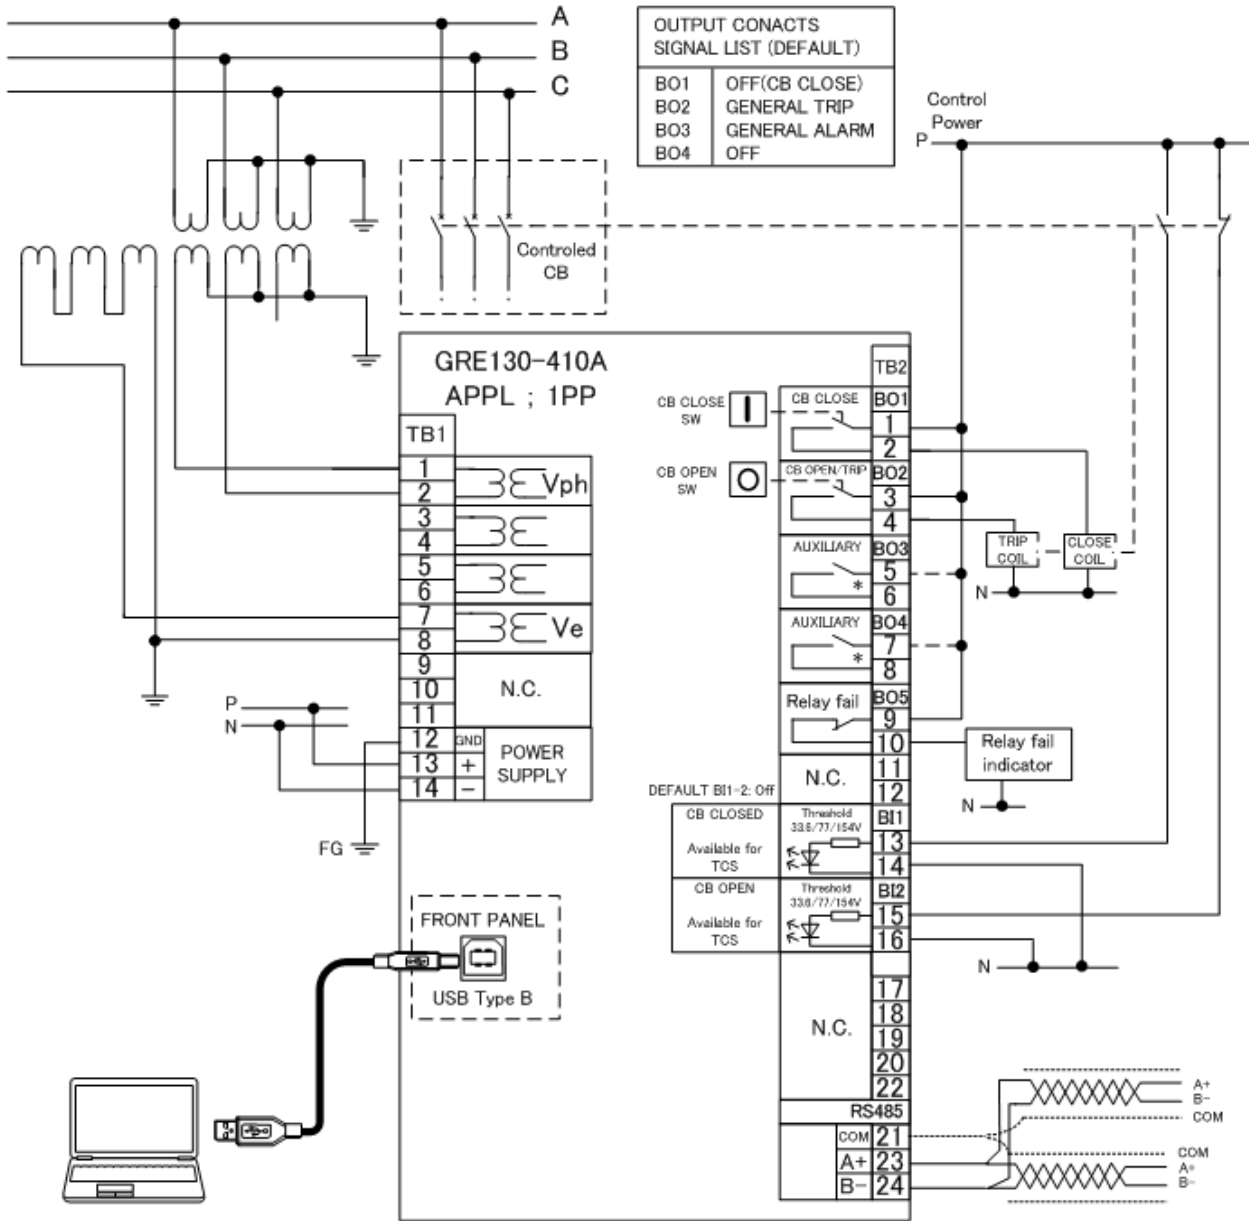 A
B
C
OUTPUT CONACTS
SIGNAL LIST (DEFAULT)
BO1 OFF(CB CLOSE)
BO2 GENERAL TRIP
BO3 GENERAL ALARM
BO4 OFF
Control
Power
P
Controled
CB
GRE130-410A
APPL ; 1PP
TB1
1
2
Vph
3
4
5
6
7
8
Ve
9
10
11
N.C.
12 GND
13 +
14 -
POWER
SUPPLY
P
N
FG
FRONT PANEL
USB Type B
TB2
CB CLOSE
SW
CB CLOSE
BO1
1
2
CB OPEN
SW
CB OPEN/TRIP
BO2
3
4
AUXILIARY
BO3
5
*
6
AUXILIARY
BO4
7
*
8
Relay fail
BO5
9
10
N.C.
11
12
TRIP
COIL
CLOSE
COIL
N
Relay fail
indicator
N
DEFAULT BI1-2: Off
CB CLOSED
Available for
TCS
Threshold
33.6/77/154V
BI1
13
14
CB OPEN
Available for
TCS
Threshold
33.6/77/154V
BI2
15
16
N
N.C.
17
18
19
20
22
RS485
COM 21
A+ 23
B- 24
A+
B-
COM
COM
A+
B-